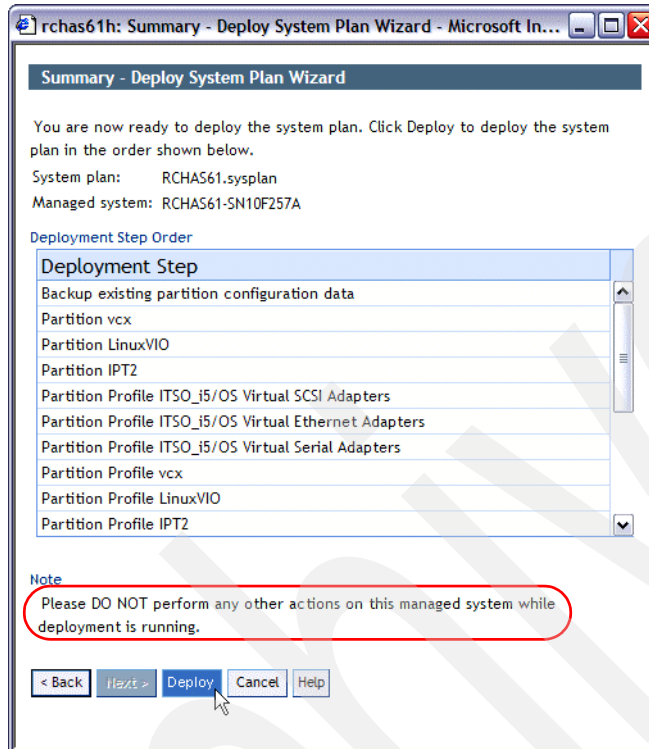 rchas61h: Summary - Deploy System Plan Wizard - Microsoft In...
Summary - Deploy System Plan Wizard
You are now ready to deploy the system plan. Click Deploy to deploy the system
plan in the order shown below.
System plan: RCHAS61.sysplan
Managed system: RCHAS61-SN10F257A
Deployment Step Order
Deployment Step
Backup existing partition configuration data
Partition vcx
Partition LinuxVIO
Partition IPT2
Partition Profile ITSO_i5/OS Virtual SCSI Adapters
Partition Profile ITSO_i5/OS Virtual Ethernet Adapters
Partition Profile ITSO_i5/OS Virtual Serial Adapters
Partition Profile vcx
Partition Profile LinuxVIO
Partition Profile IPT2
Note
Please DO NOT perform any other actions on this managed system while
deployment is running.
< Back Next > Deploy Cancel Help